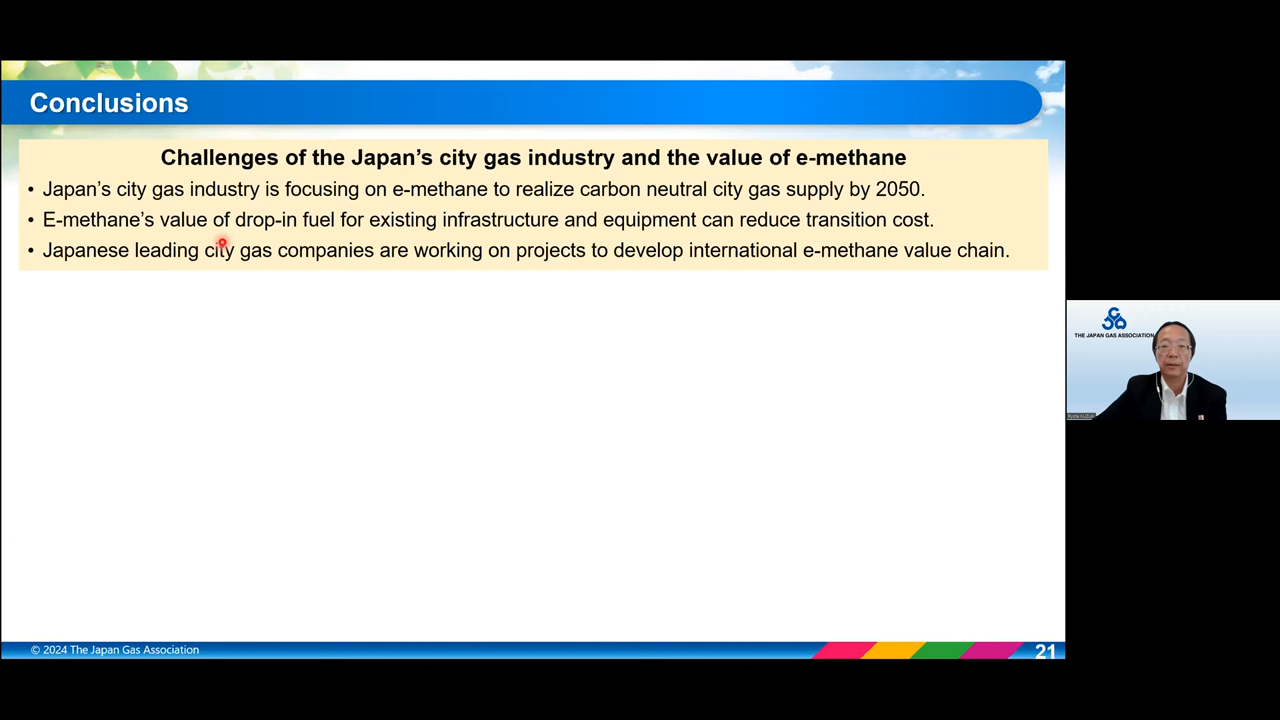 Conclusions
Challenges of the Japan's city gas industry and the value of e-methane
• Japan's city gas industry is focusing on e-methane to realize carbon neutral city gas supply by 2050.
• E-methane's value of drop-in fuel for existing infrastructure and equipment can reduce transition cost.
• Japanese leading city gas companies are working on projects to develop international e-methane value chain.
© 2024 The Japan Gas Association
21
THE JAPAN GAS ASSOCIATION